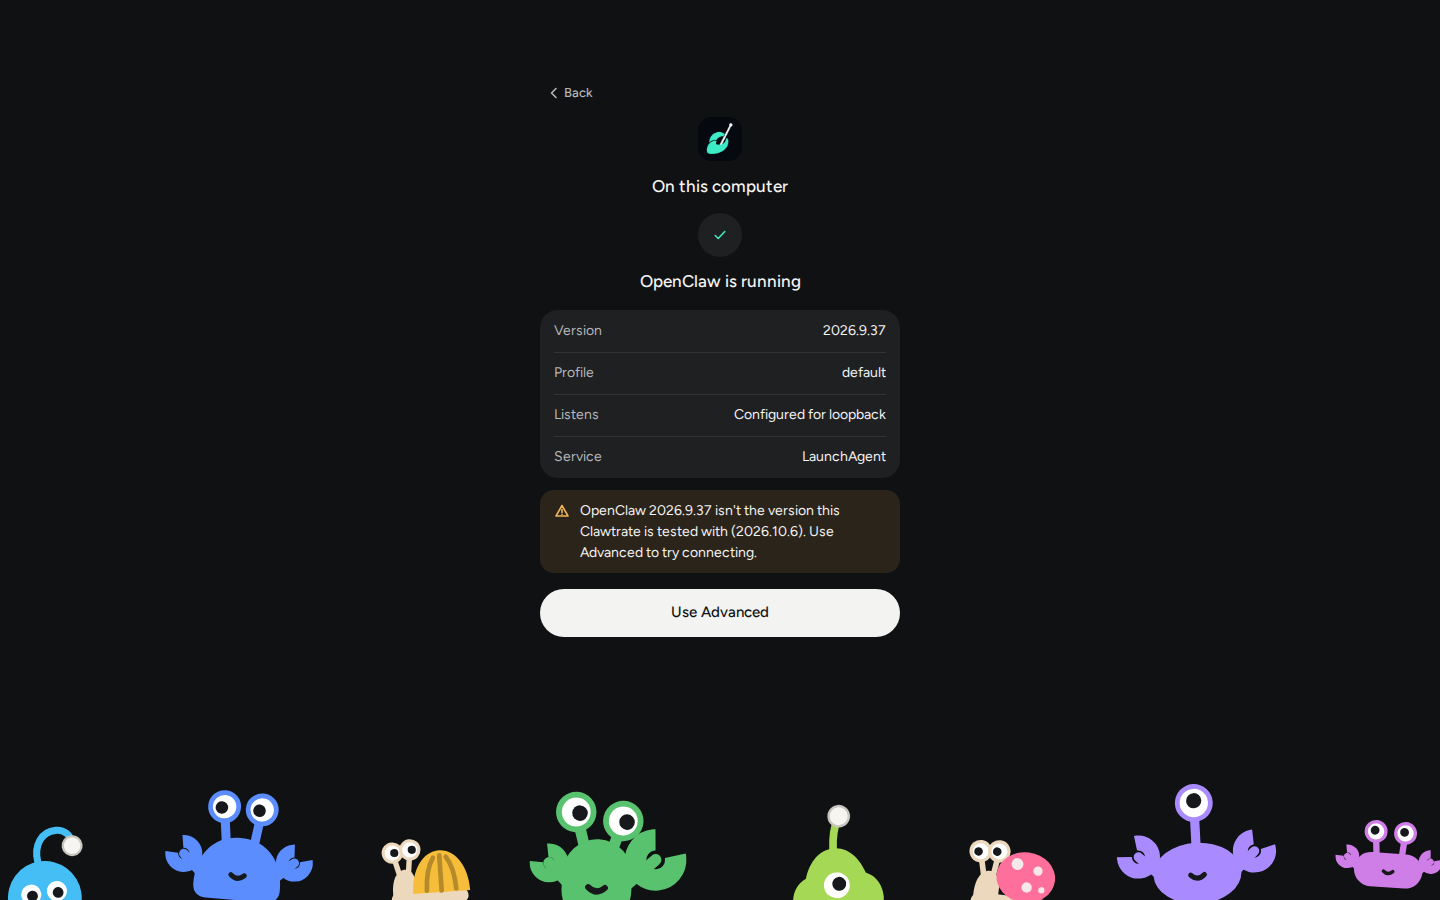 Back
On this computer
OpenClaw is running
Version 2026.9.37
Profile default
Listens Configured for loopback
Service LaunchAgent
OpenClaw 2026.9.37 isn't the version this
Clawtrate is tested with (2026.10.6). Use
Advanced to try connecting.
Use Advanced